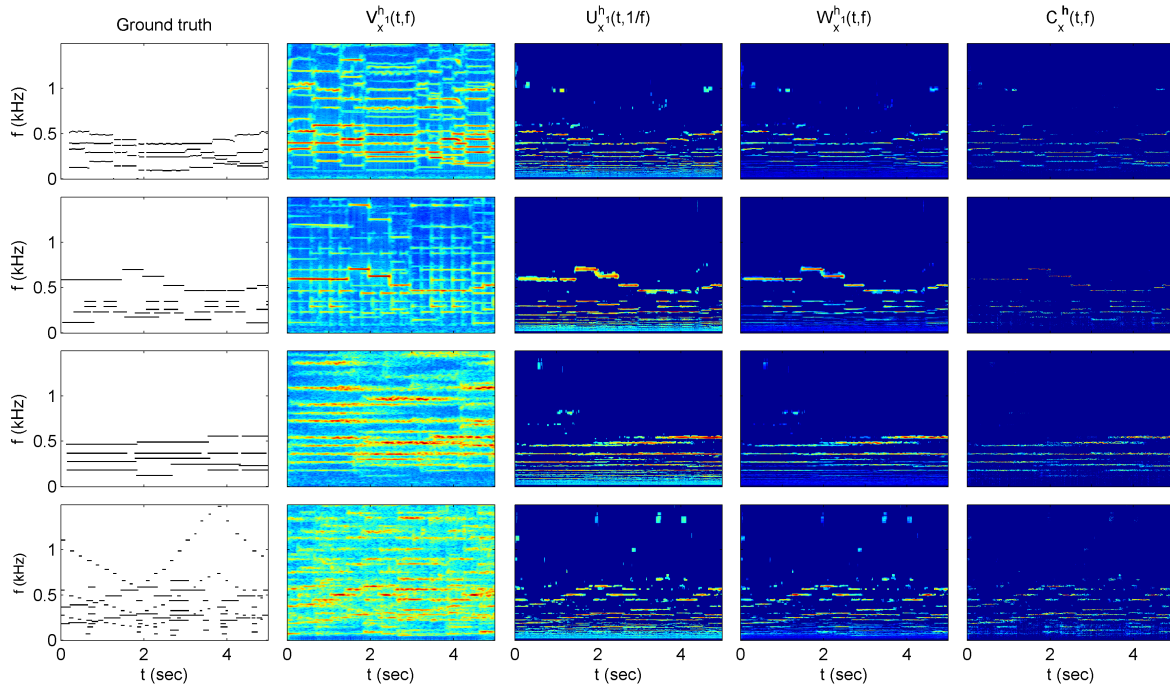 Ground truth
V_x^{h_1}(t,f)
U_x^{h_1}(t,1/f)
W_x^{h_1}(t,f)
C_x^{h}(t,f)
f (kHz)
1
0.5
0
f (kHz)
1
0.5
0
f (kHz)
1
0.5
0
f (kHz)
1
0.5
0
0 2 4
0 2 4
0 2 4
0 2 4
0 2 4
t (sec)
t (sec)
t (sec)
t (sec)
t (sec)